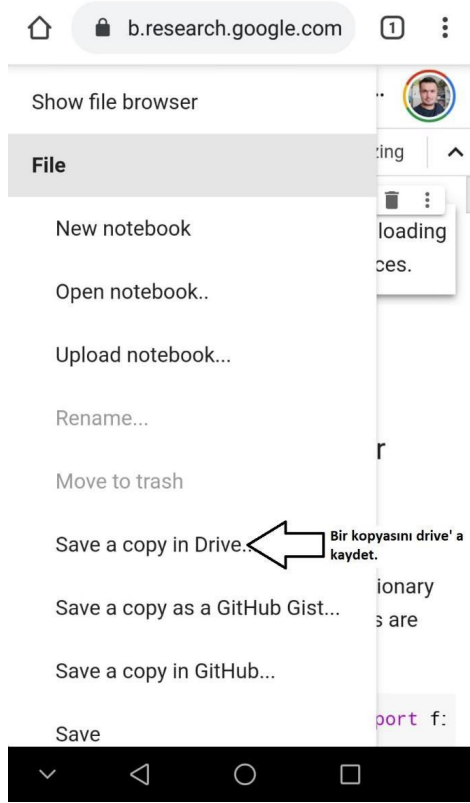 b.research.google.com
1
Show file browser
..
File
zing
New notebook
loading
ces.
Open notebook..
Upload notebook...
Rename...
r
Move to trash
Save a copy in Drive..
Bir kopyasını drive' a
kaydet.
ionary
Save a copy as a GitHub Gist...
s are
Save a copy in GitHub...
port f:
Save